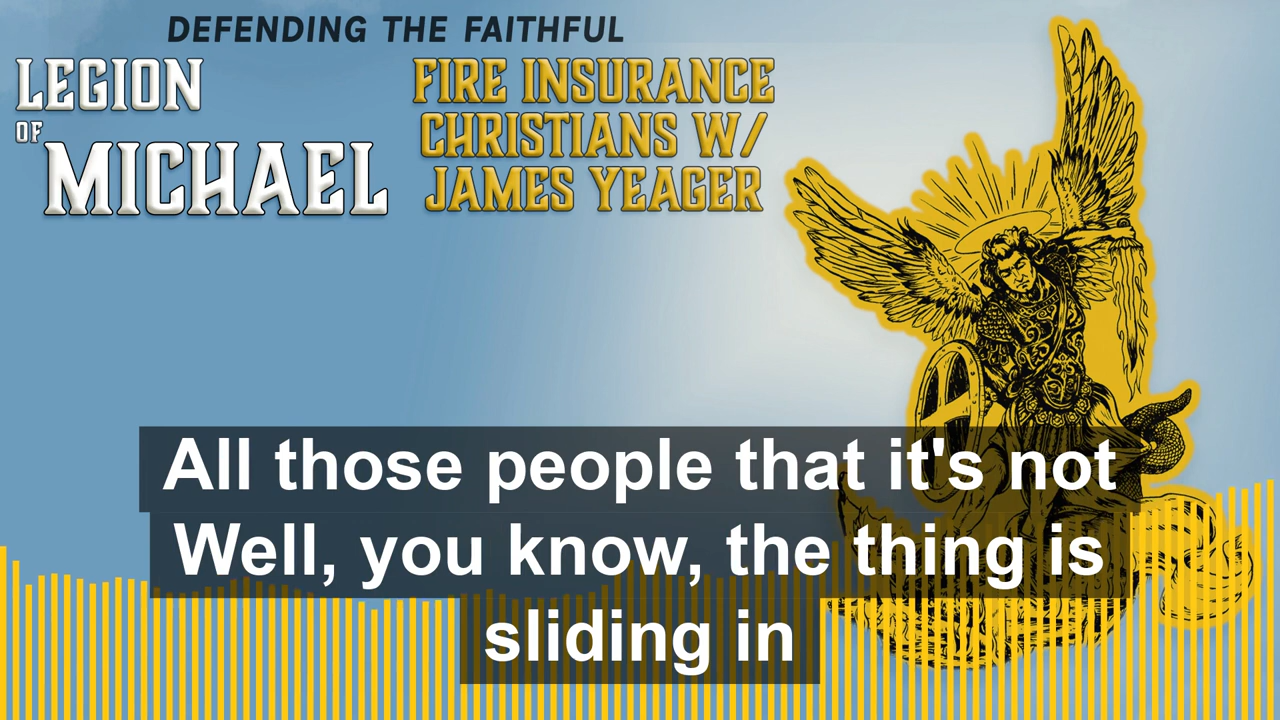 DEFENDING THE FAITHFUL
LEGION
OF
MICHAEL
FIRE INSURANCE
CHRISTIANS W/
JAMES YEAGER
All those people that it's not
Well, you know, the thing is
sliding in